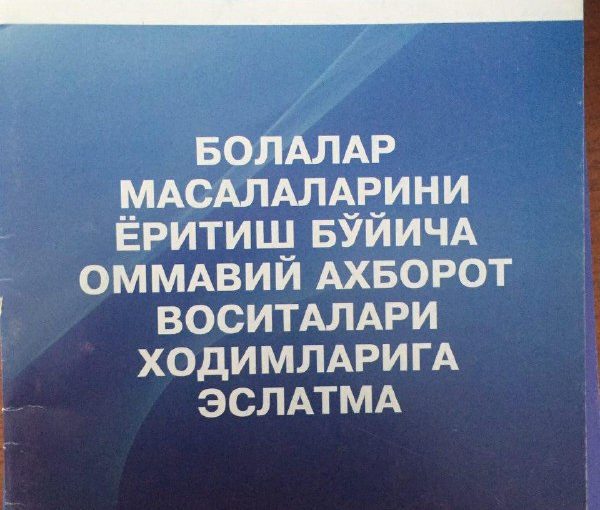 БОЛАЛАР
МАСАЛАЛАРИНИ
ЁРИТИШ БЎЙИЧА
ОММАВИЙ АХБОРОТ
ВОСИТАЛАРИ
ХОДИМЛАРИГА
ЭСЛАТМА